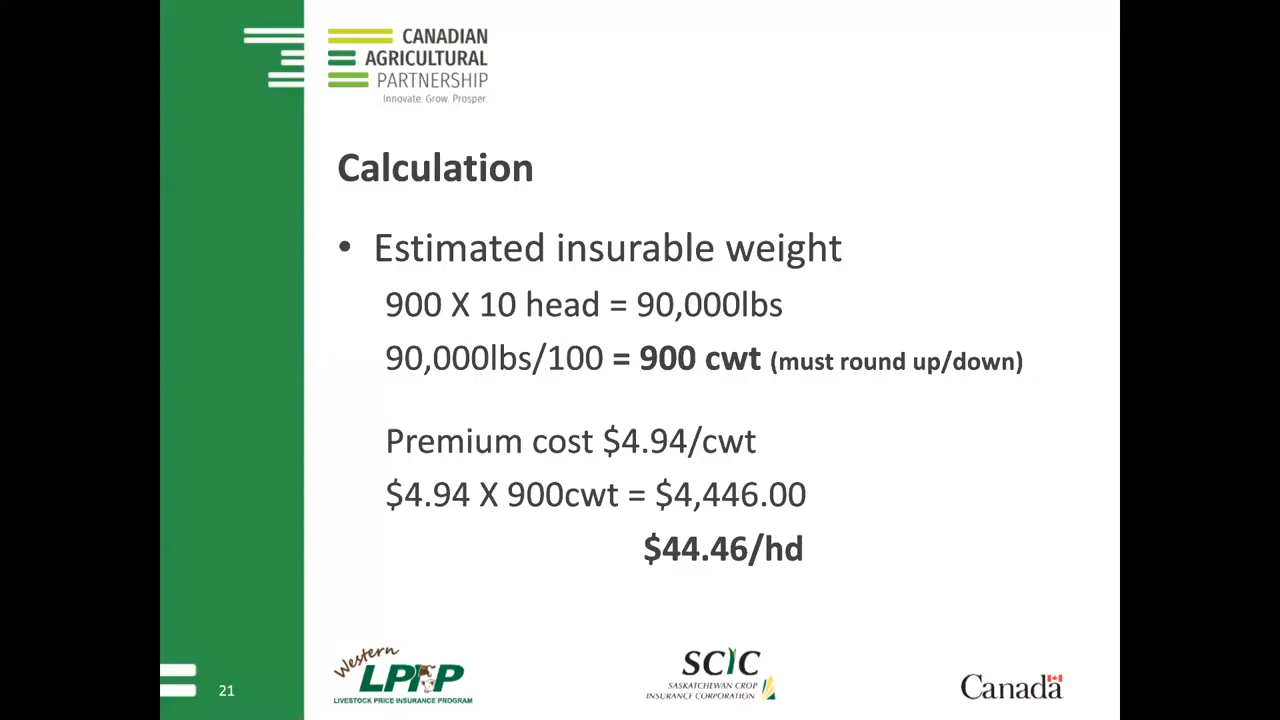 CANADIAN
AGRICULTURAL
PARTNERSHIP
Innovate. Grow. Prosper.
Calculation
• Estimated insurable weight
900 X 10 head = 90,000lbs
90,000lbs/100 = 900 cwt (must round up/down)
Premium cost $4.94/cwt
$4.94 X 900cwt = $4,446.00
$44.46/hd
21
Western
LPIP
LIVESTOCK PRICE INSURANCE PROGRAM
SCIC
SASKATCHEWAN CROP
INSURANCE CORPORATION
Canada